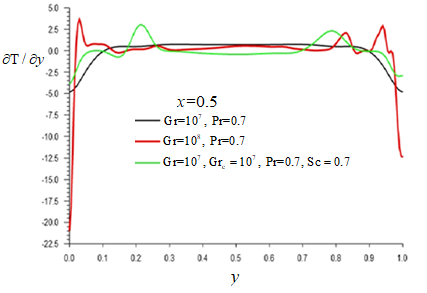 5.0
2.5
∂T / ∂y
0.0
-2.5
-5.0
x=0.5
-7.5
Gr=10⁷, Pr=0.7
-10.0
Gr=10⁸, Pr=0.7
-12.5
Gr=10⁷, Gr_c = 10⁷, Pr=0.7, Sc = 0.7
-15.0
-17.5
-20.0
-22.5
0.0 0.1 0.2 0.3 0.4 0.5 0.6 0.7 0.8 0.9 1.0
y